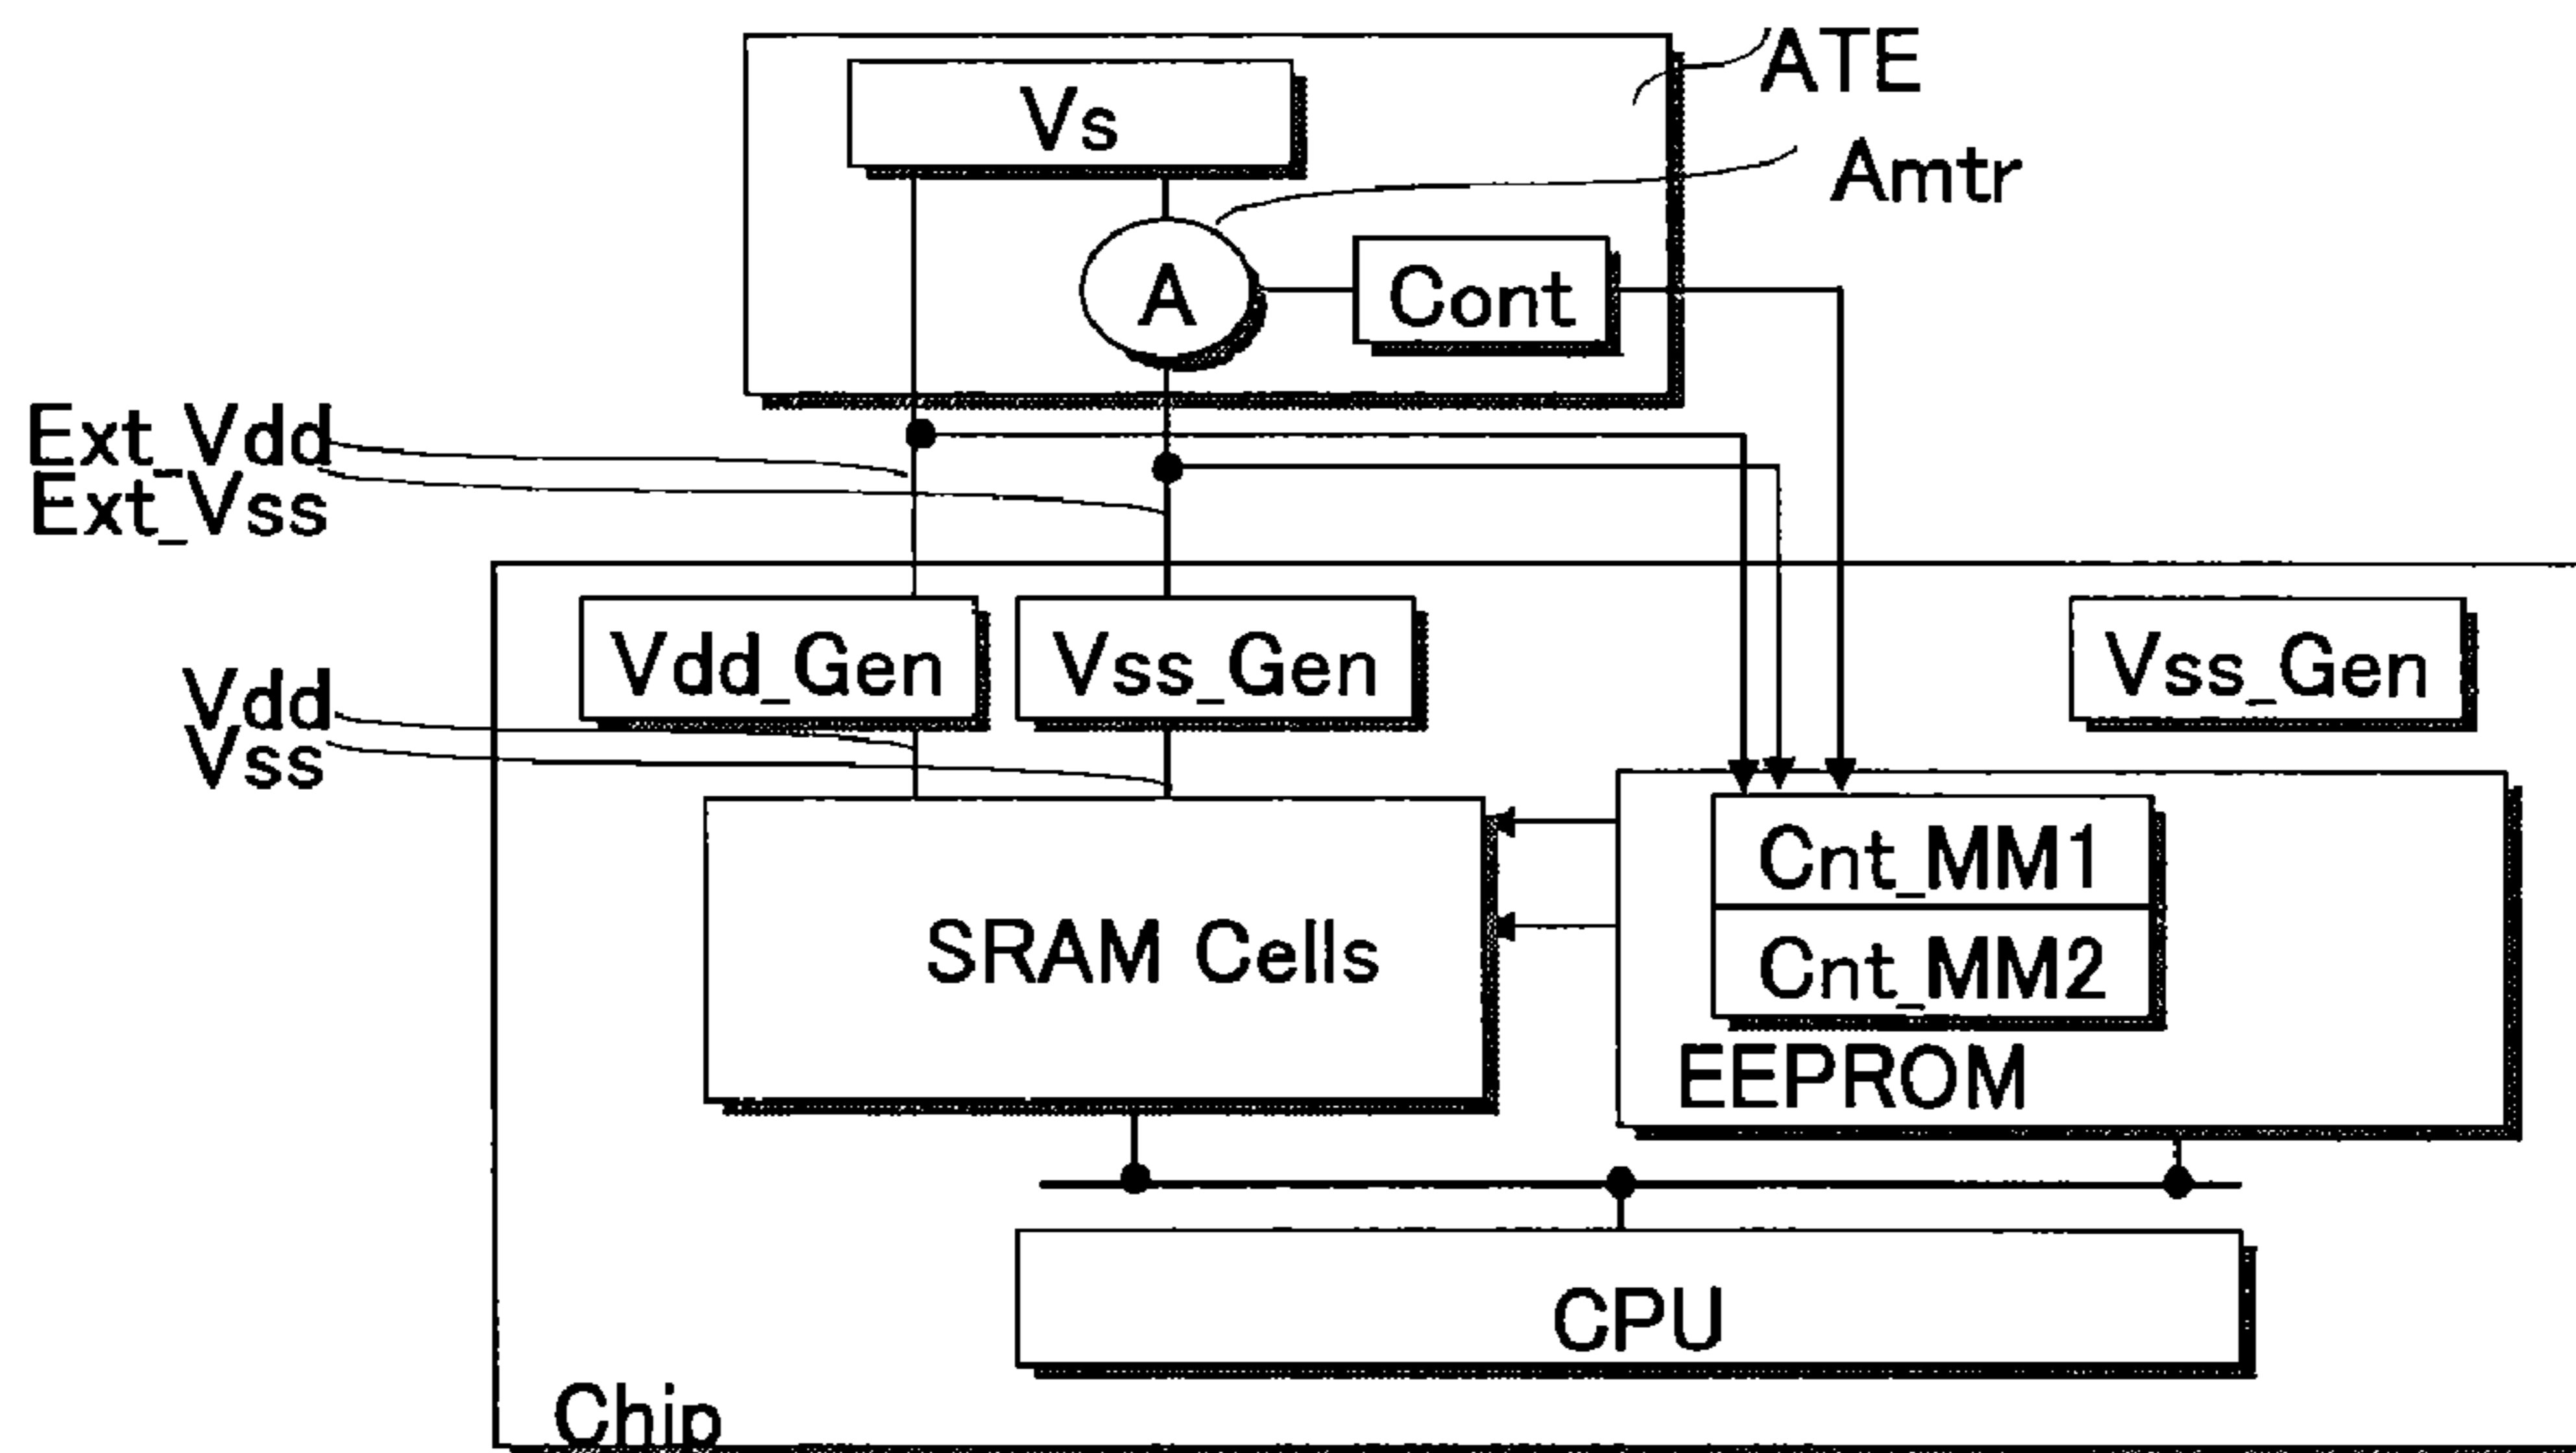 ATE
Vs
Amtr
A
Cont
Ext_Vdd
Ext_Vss
Vdd_Gen
Vss_Gen
Vss_Gen
Vdd
Vss
Cnt_MM1
SRAM Cells
Cnt_MM2
EEPROM
CPU
Chip